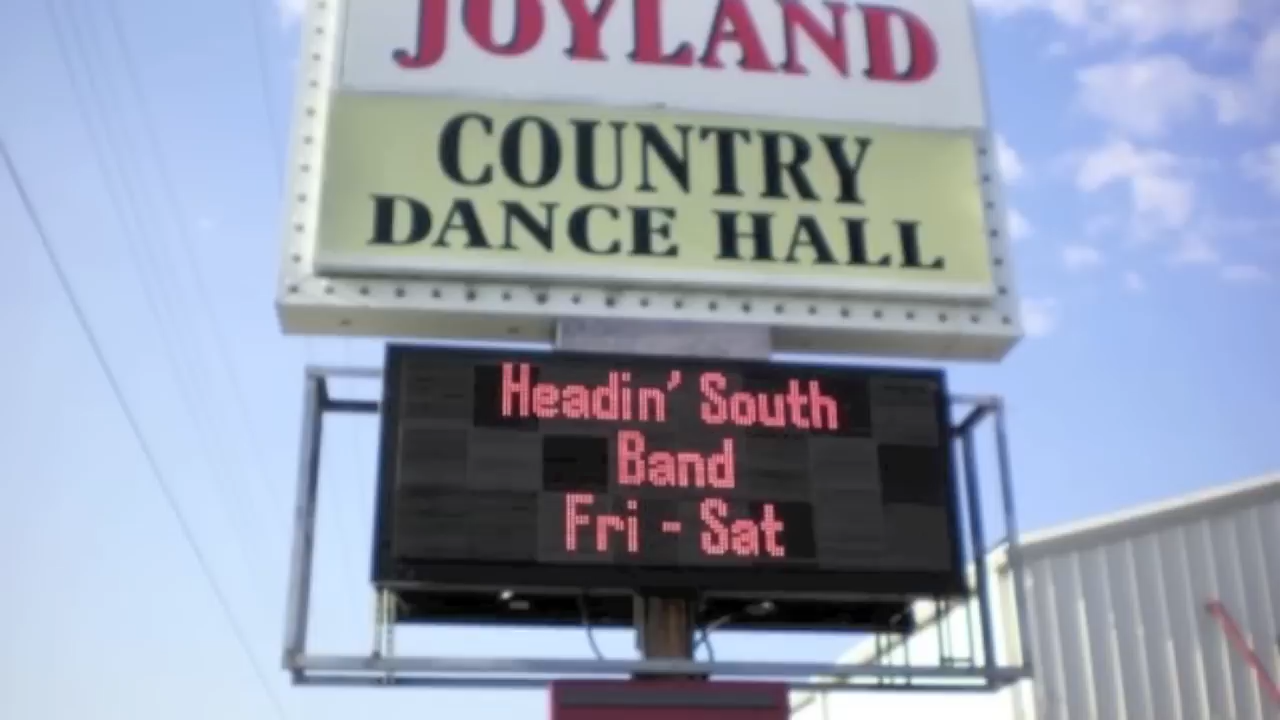 JOYLAND
COUNTRY
DANCE HALL
Headin' South
Band
Fri - Sat